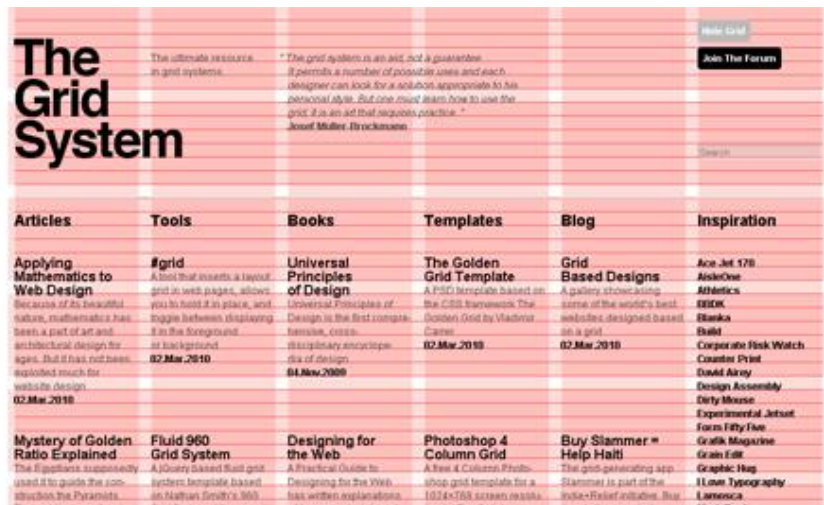 Hide Grid
The
Grid
System
The ultimate resource
in grid systems.
" The grid system is an aid, not a guarantee.
It permits a number of possible uses and each
designer can look for a solution appropriate to his
personal style. But one must learn how to use the
grid; it is an art that requires practice. "
Josef Müller-Brockmann
Join The Forum
Search
Articles
Tools
Books
Templates
Blog
Inspiration
Applying
Mathematics to
Web Design
Because of its beautiful
nature, mathematics has
been a part of art and
architectural design for
ages. But it has not been
exploited much for
website design.
02.Mar.2010
#grid
A tool that inserts a layout
grid in web pages, allows
you to hold it in place, and
toggle between displaying
it in the foreground
or background
02.Mar.2010
Universal
Principles
of Design
Universal Principles of
Design is the first compre-
hensive, cross-
disciplinary encyclope-
dia of design
04.Nov.2009
The Golden
Grid Template
A PSD template based on
the CSS framework The
Golden Grid by Vladimir
Carrer
02.Mar.2010
Grid
Based Designs
A gallery showcasing
some of the world's best
websites designed based
on a grid
02.Mar.2010
Ace Jet 170
AisleOne
Athletics
BBDK
Blanka
Build
Corporate Risk Watch
Counter Print
David Airey
Design Assembly
Dirty Mouse
Experimental Jetset
Form Fifty Five
Grafik Magazine
Grain Edit
Graphic Hug
I Love Typography
Lamosca
Mystery of Golden
Ratio Explained
The Egyptians supposedly
used it to guide the con-
struction the Pyramids.
Fluid 960
Grid System
A jQuery based fluid grid
system template based
on Nathan Smith's 960
Designing for
the Web
A Practical Guide to
Designing for the Web
has written explanations
Photoshop 4
Column Grid
A free 4 Column Photo-
shop grid template for a
1024×768 screen resolu-
Buy Slammer =
Help Haiti
The grid-generating app
Slammer is part of the
Indie+Relief initiative. Buy